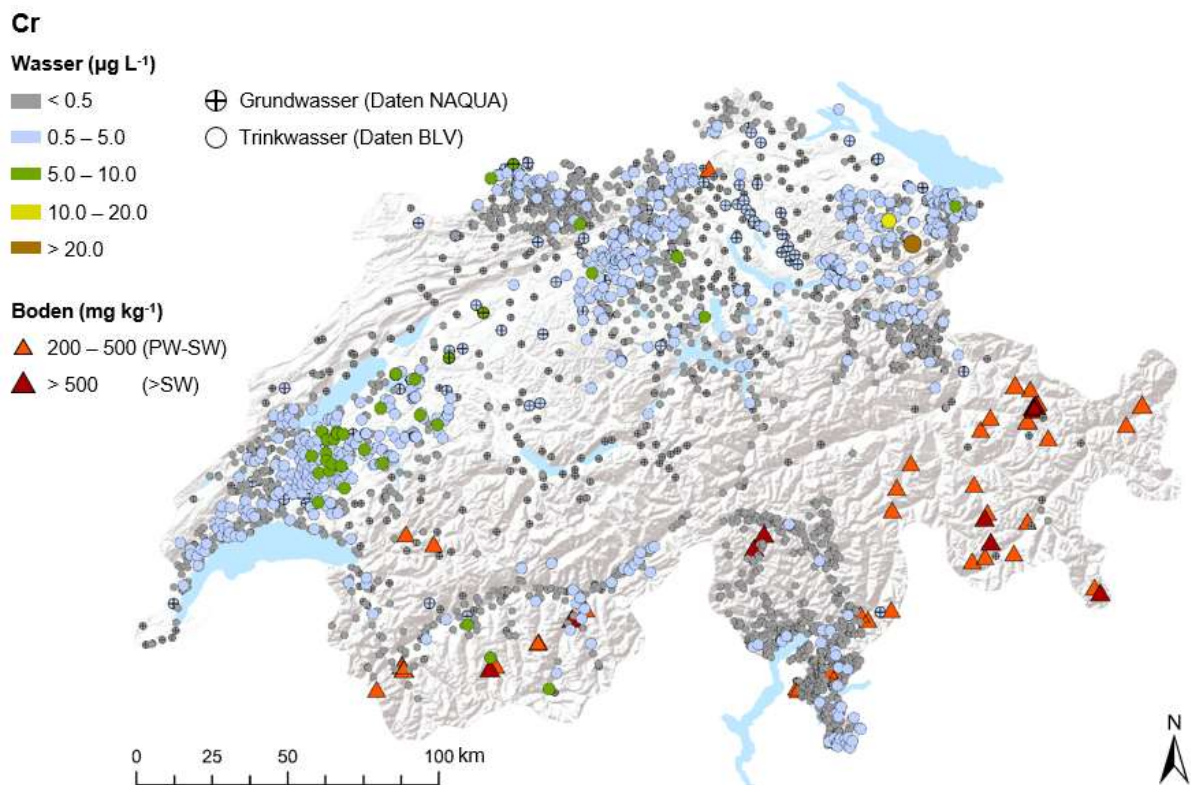 Cr
Wasser (µg L⁻¹)
< 0.5
0.5 – 5.0
5.0 – 10.0
10.0 – 20.0
> 20.0
Grundwasser (Daten NAQUA)
Trinkwasser (Daten BLV)
Boden (mg kg⁻¹)
200 – 500 (PW-SW)
> 500 (>SW)
0 25 50 100 km
N